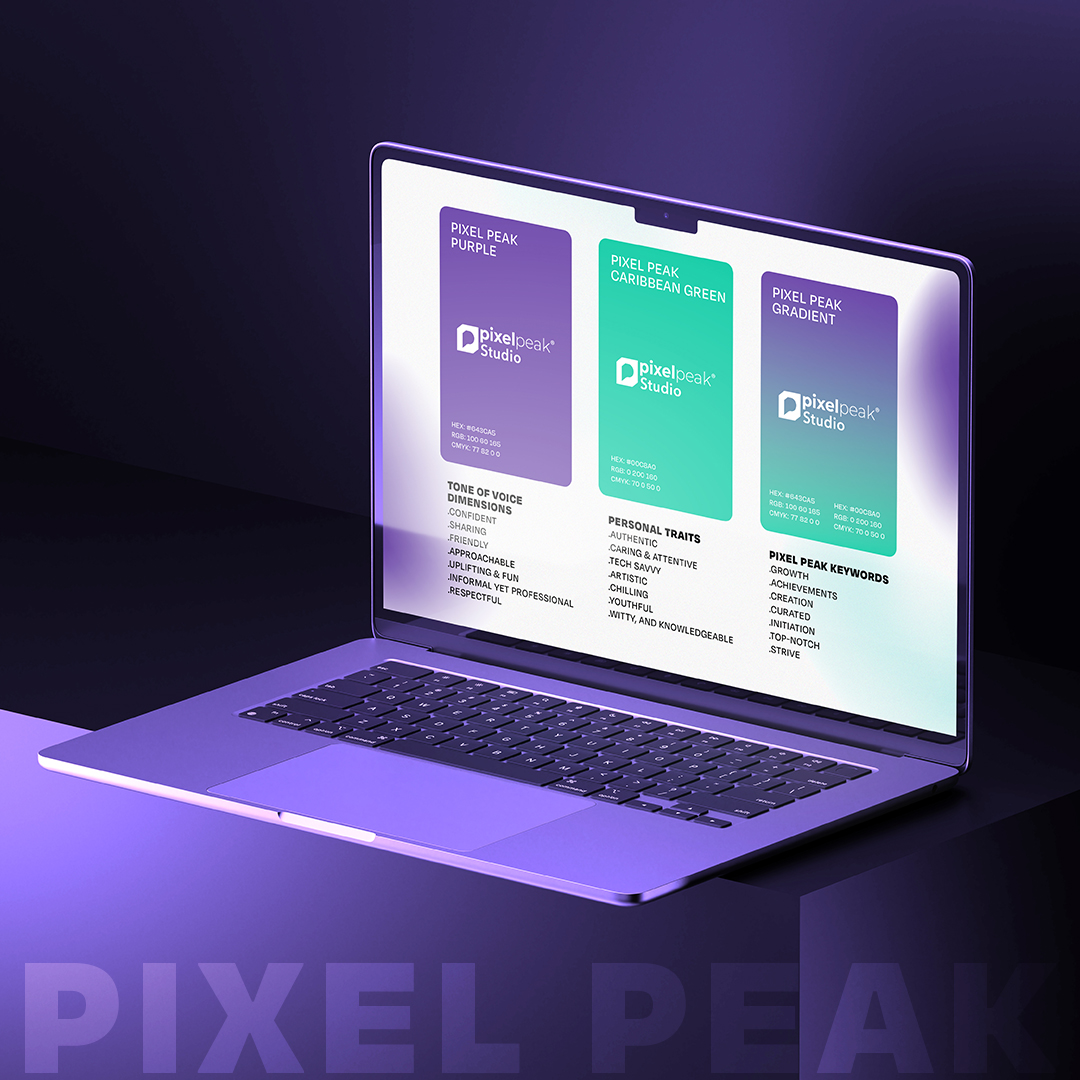 PIXEL PEAK
PURPLE
pixelpeak®
Studio
HEX: #643CA5
RGB: 100 60 165
CMYK: 77 82 0 0
PIXEL PEAK
CARIBBEAN GREEN
pixelpeak®
Studio
HEX: #00C8A0
RGB: 0 200 160
CMYK: 70 0 50 0
PIXEL PEAK
GRADIENT
pixelpeak®
Studio
HEX: #643CA5
RGB: 100 60 165
CMYK: 77 82 0 0
HEX: #00C8A0
RGB: 0 200 160
CMYK: 70 0 50 0
TONE OF VOICE
DIMENSIONS
.CONFIDENT
.SHARING
.FRIENDLY
.APPROACHABLE
.UPLIFTING & FUN
.INFORMAL YET PROFESSIONAL
.RESPECTFUL
PERSONAL TRAITS
.AUTHENTIC
.CARING & ATTENTIVE
.TECH SAVVY
.ARTISTIC
.CHILLING
.YOUTHFUL
.WITTY, AND KNOWLEDGEABLE
PIXEL PEAK KEYWORDS
.GROWTH
.ACHIEVEMENTS
.CREATION
.CURATED
.INITIATION
.TOP-NOTCH
.STRIVE
PIXEL PEAK